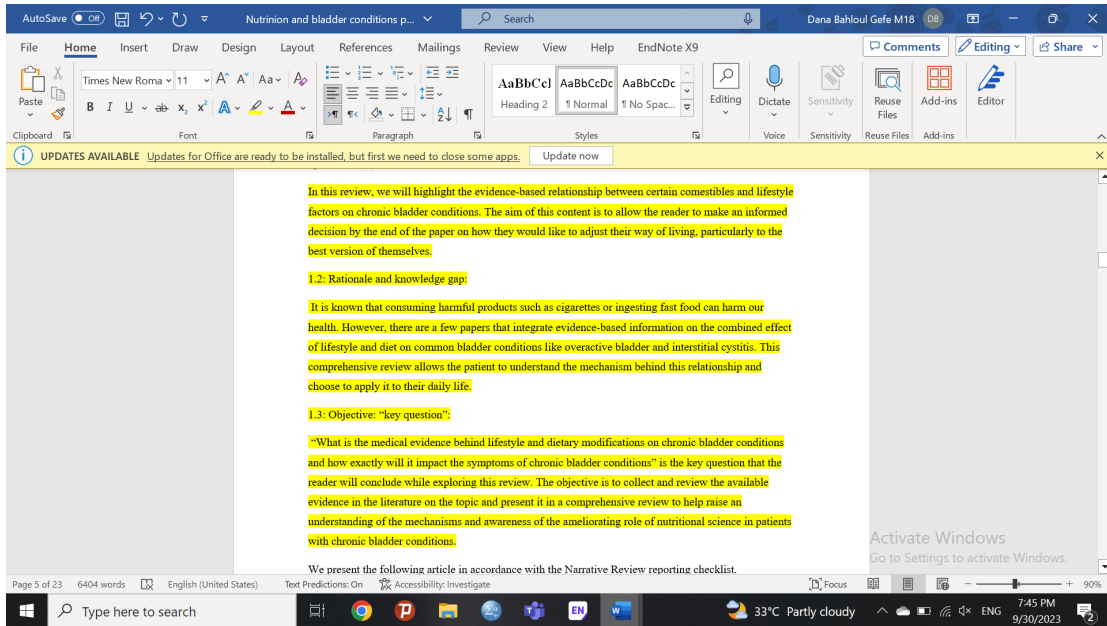 AutoSave Off Nutrinion and bladder conditions p... Search Dana Bahloul Gefe M18 DB
File Home Insert Draw Design Layout References Mailings Review View Help EndNote X9 Comments Editing Share
Paste Times New Roma 11 A A Aa A
B I U ab x₂ x² A A
AaBbCcI AaBbCcDc AaBbCcDc
Heading 2 ¶ Normal ¶ No Spac...
Editing Dictate Sensitivity Reuse Files Add-ins Editor
Clipboard Font Paragraph Styles Voice Sensitivity Reuse Files Add-ins
UPDATES AVAILABLE Updates for Office are ready to be installed, but first we need to close some apps. Update now
In this review, we will highlight the evidence-based relationship between certain comestibles and lifestyle
factors on chronic bladder conditions. The aim of this content is to allow the reader to make an informed
decision by the end of the paper on how they would like to adjust their way of living, particularly to the
best version of themselves.
1.2: Rationale and knowledge gap:
It is known that consuming harmful products such as cigarettes or ingesting fast food can harm our
health. However, there are a few papers that integrate evidence-based information on the combined effect
of lifestyle and diet on common bladder conditions like overactive bladder and interstitial cystitis. This
comprehensive review allows the patient to understand the mechanism behind this relationship and
choose to apply it to their daily life.
1.3: Objective: “key question”:
“What is the medical evidence behind lifestyle and dietary modifications on chronic bladder conditions
and how exactly will it impact the symptoms of chronic bladder conditions” is the key question that the
reader will conclude while exploring this review. The objective is to collect and review the available
evidence in the literature on the topic and present it in a comprehensive review to help raise an
understanding of the mechanisms and awareness of the ameliorating role of nutritional science in patients
with chronic bladder conditions.
We present the following article in accordance with the Narrative Review reporting checklist.
Activate Windows
Go to Settings to activate Windows.
Page 5 of 23 6404 words English (United States) Text Predictions: On Accessibility: Investigate Focus 90%
Type here to search EN 33°C Partly cloudy ENG 7:45 PM
9/30/2023 2